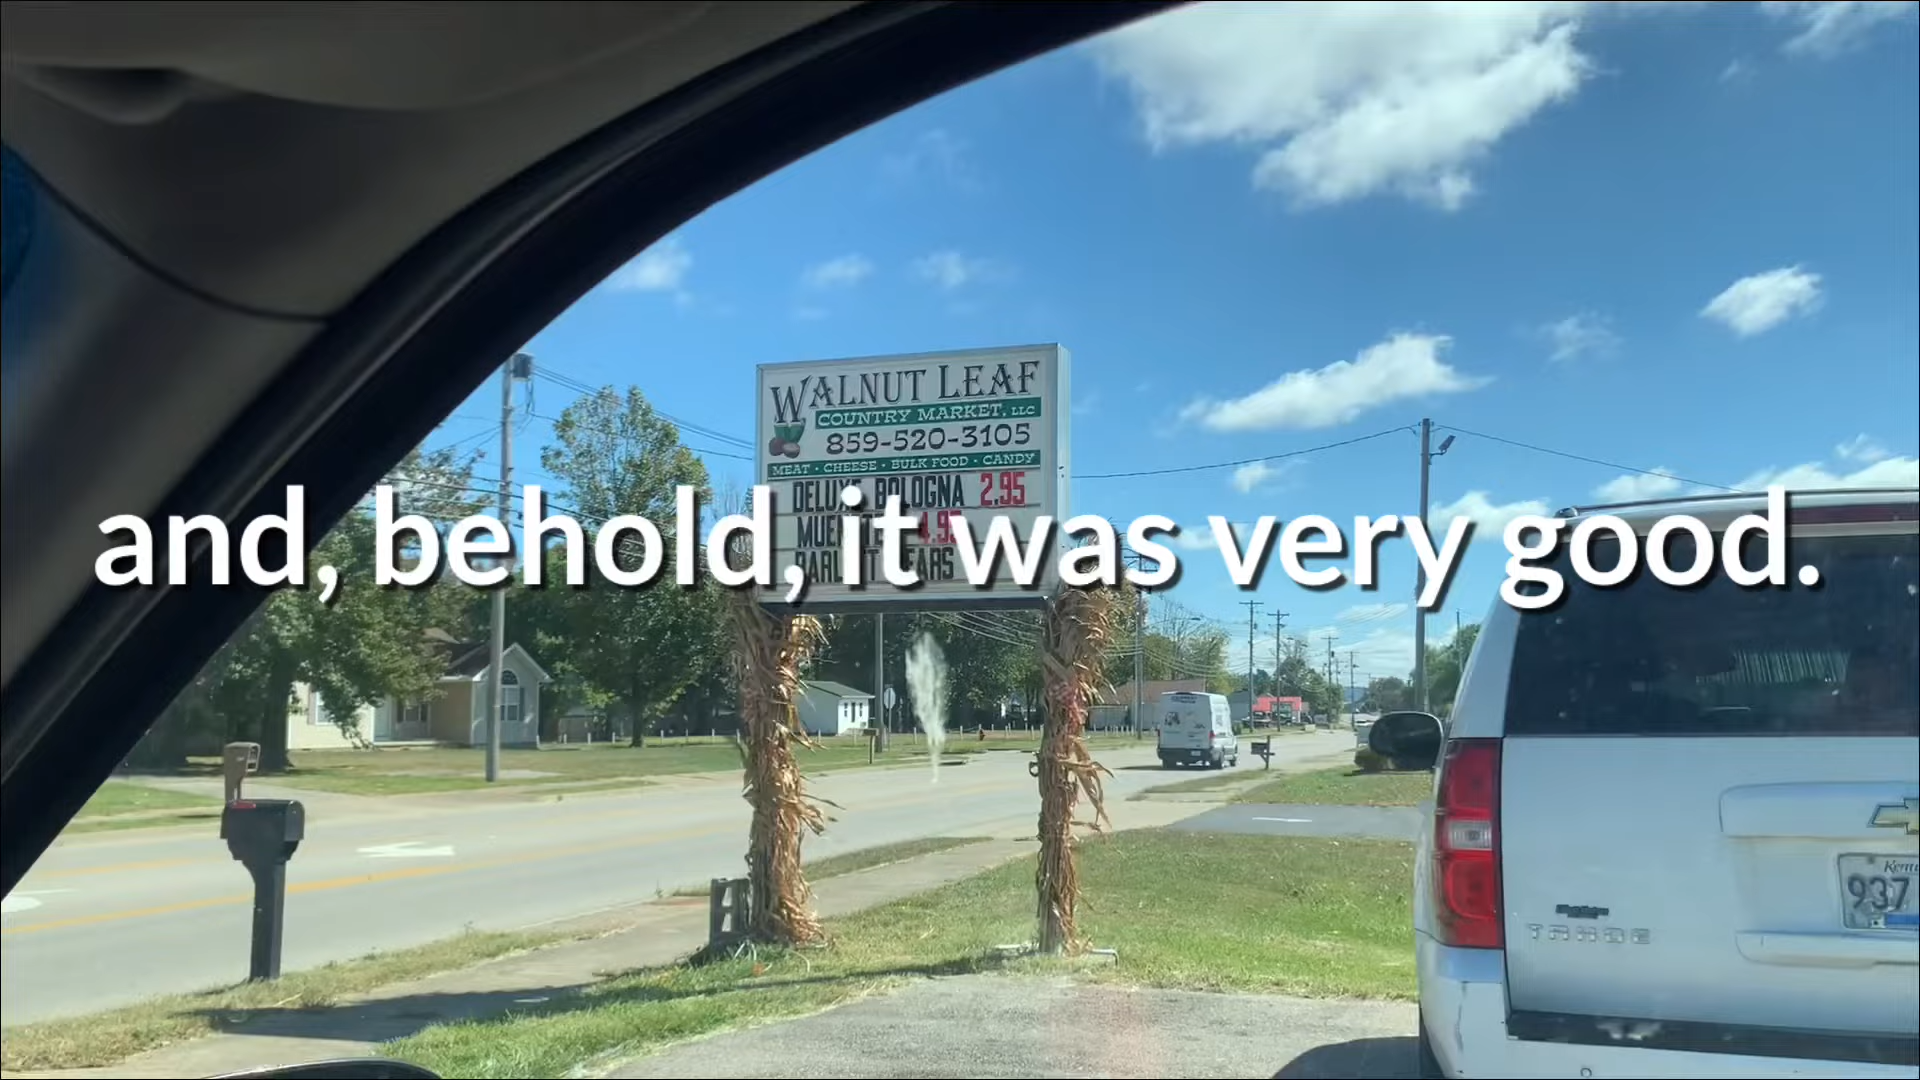 WALNUT LEAF
COUNTRY MARKET, LLC
859-520-3105
MEAT · CHEESE · BULK FOOD · CANDY
DELUXE BOLOGNA 2.95
and, behold, it was very good.
TAHOE
937